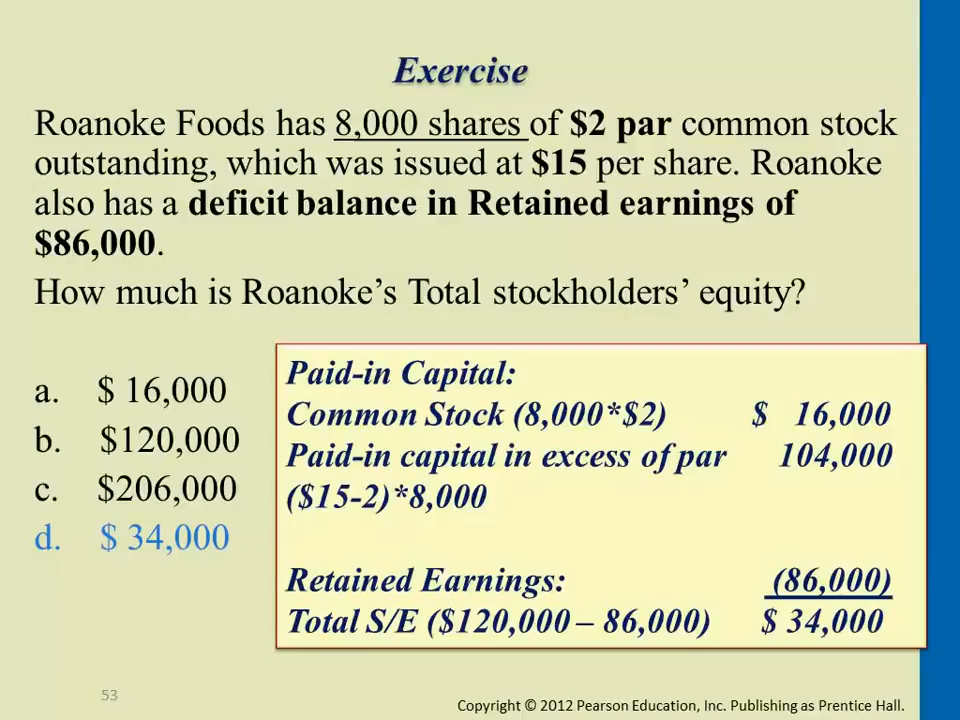 Exercise
Roanoke Foods has 8,000 shares of $2 par common stock
outstanding, which was issued at $15 per share. Roanoke
also has a deficit balance in Retained earnings of
$86,000.
How much is Roanoke’s Total stockholders’ equity?
a. $ 16,000
b. $120,000
c. $206,000
d. $ 34,000
Paid-in Capital:
Common Stock (8,000*$2) $ 16,000
Paid-in capital in excess of par 104,000
($15-2)*8,000
Retained Earnings: (86,000)
Total S/E ($120,000 – 86,000) $ 34,000
53
Copyright © 2012 Pearson Education, Inc. Publishing as Prentice Hall.